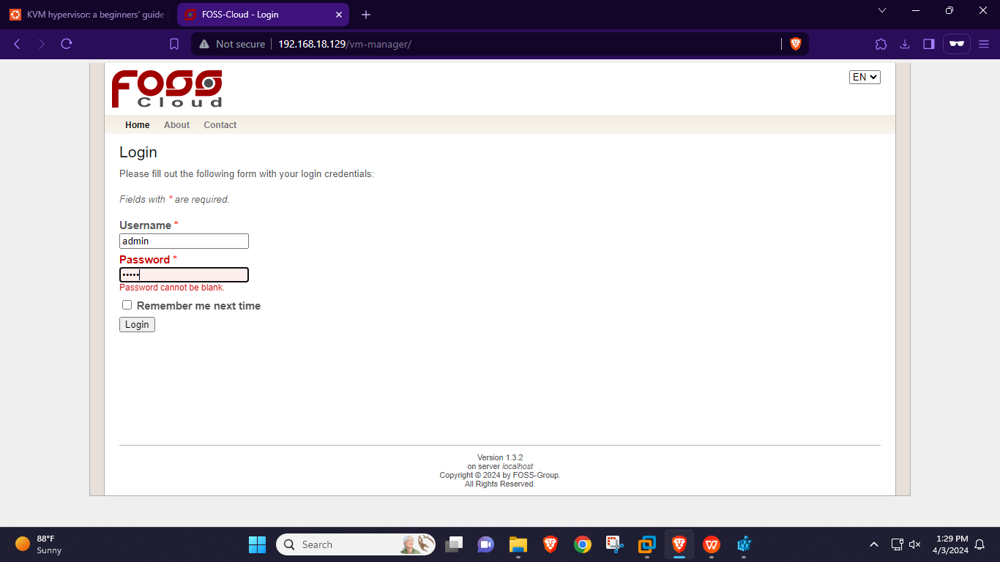 KVM hypervisor: a beginners' guide
FOSS-Cloud - Login
Not secure
192.168.18.129/vm-manager/
FOSS
Cloud
EN
Home
About
Contact
Login
Please fill out the following form with your login credentials:
Fields with * are required.
Username *
admin
Password *
•••••
Password cannot be blank.
Remember me next time
Login
Version 1.3.2
on server localhost
Copyright © 2024 by FOSS-Group.
All Rights Reserved.
88°F
Sunny
Search
1:29 PM
4/3/2024